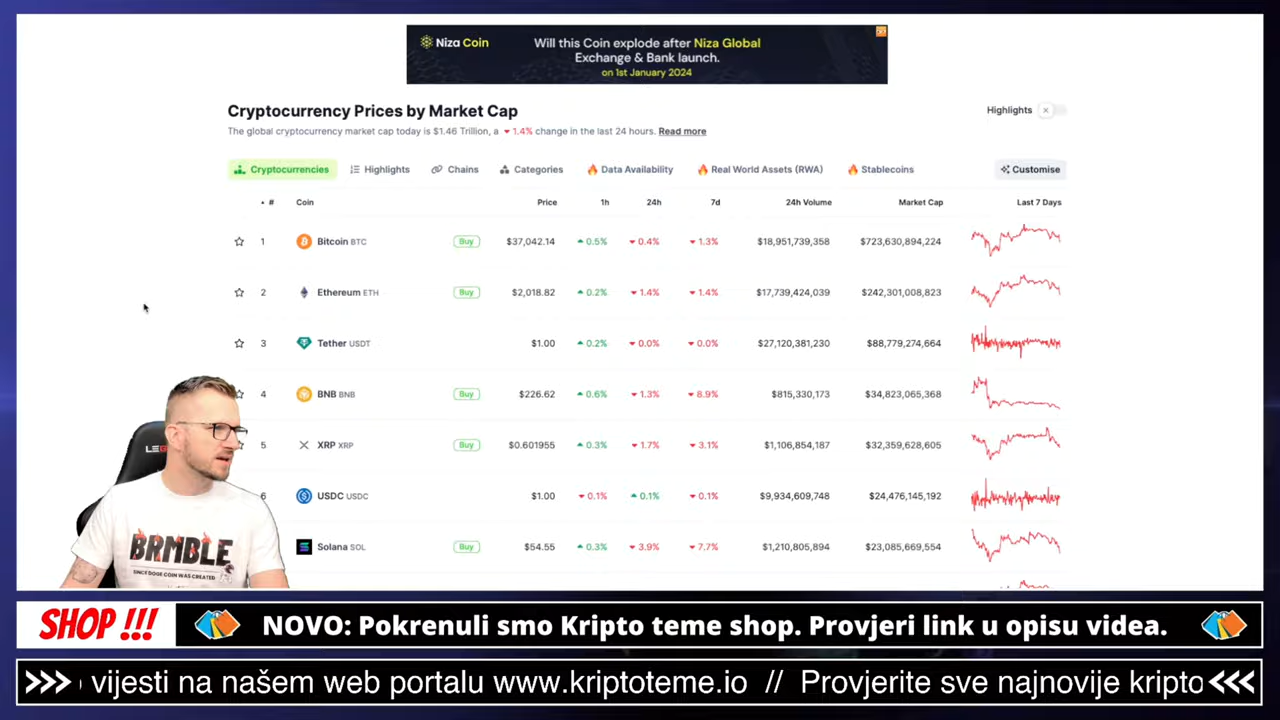 Niza Coin
Will this Coin explode after Niza Global
Exchange & Bank launch.
on 1st January 2024
Cryptocurrency Prices by Market Cap
Highlights
The global cryptocurrency market cap today is $1.46 Trillion, a 1.4% change in the last 24 hours. Read more
Cryptocurrencies Highlights Chains Categories Data Availability Real World Assets (RWA) Stablecoins Customise
# Coin Price 1h 24h 7d 24h Volume Market Cap Last 7 Days
1 Bitcoin BTC Buy $37,042.14 0.5% 0.4% 1.3% $18,951,739,358 $723,630,894,224
2 Ethereum ETH Buy $2,018.82 0.2% 1.4% 1.4% $17,739,424,039 $242,301,008,823
3 Tether USDT $1.00 0.2% 0.0% 0.0% $27,120,381,230 $88,779,274,664
4 BNB BNB Buy $226.62 0.6% 1.3% 8.9% $815,330,173 $34,823,065,368
5 XRP XRP Buy $0.601955 0.3% 1.7% 3.1% $1,106,854,187 $32,359,628,605
6 USDC USDC $1.00 0.1% 0.1% 0.1% $9,934,609,748 $24,476,145,192
Solana SOL Buy $54.55 0.3% 3.9% 7.7% $1,210,805,894 $23,085,669,554
BRMBLE
SINCE DOGE COIN WAS CREATED
SHOP !!! NOVO: Pokrenuli smo Kripto teme shop. Provjeri link u opisu videa.
>>> vijesti na našem web portalu www.kriptoteme.io // Provjerite sve najnovije kripto <<<